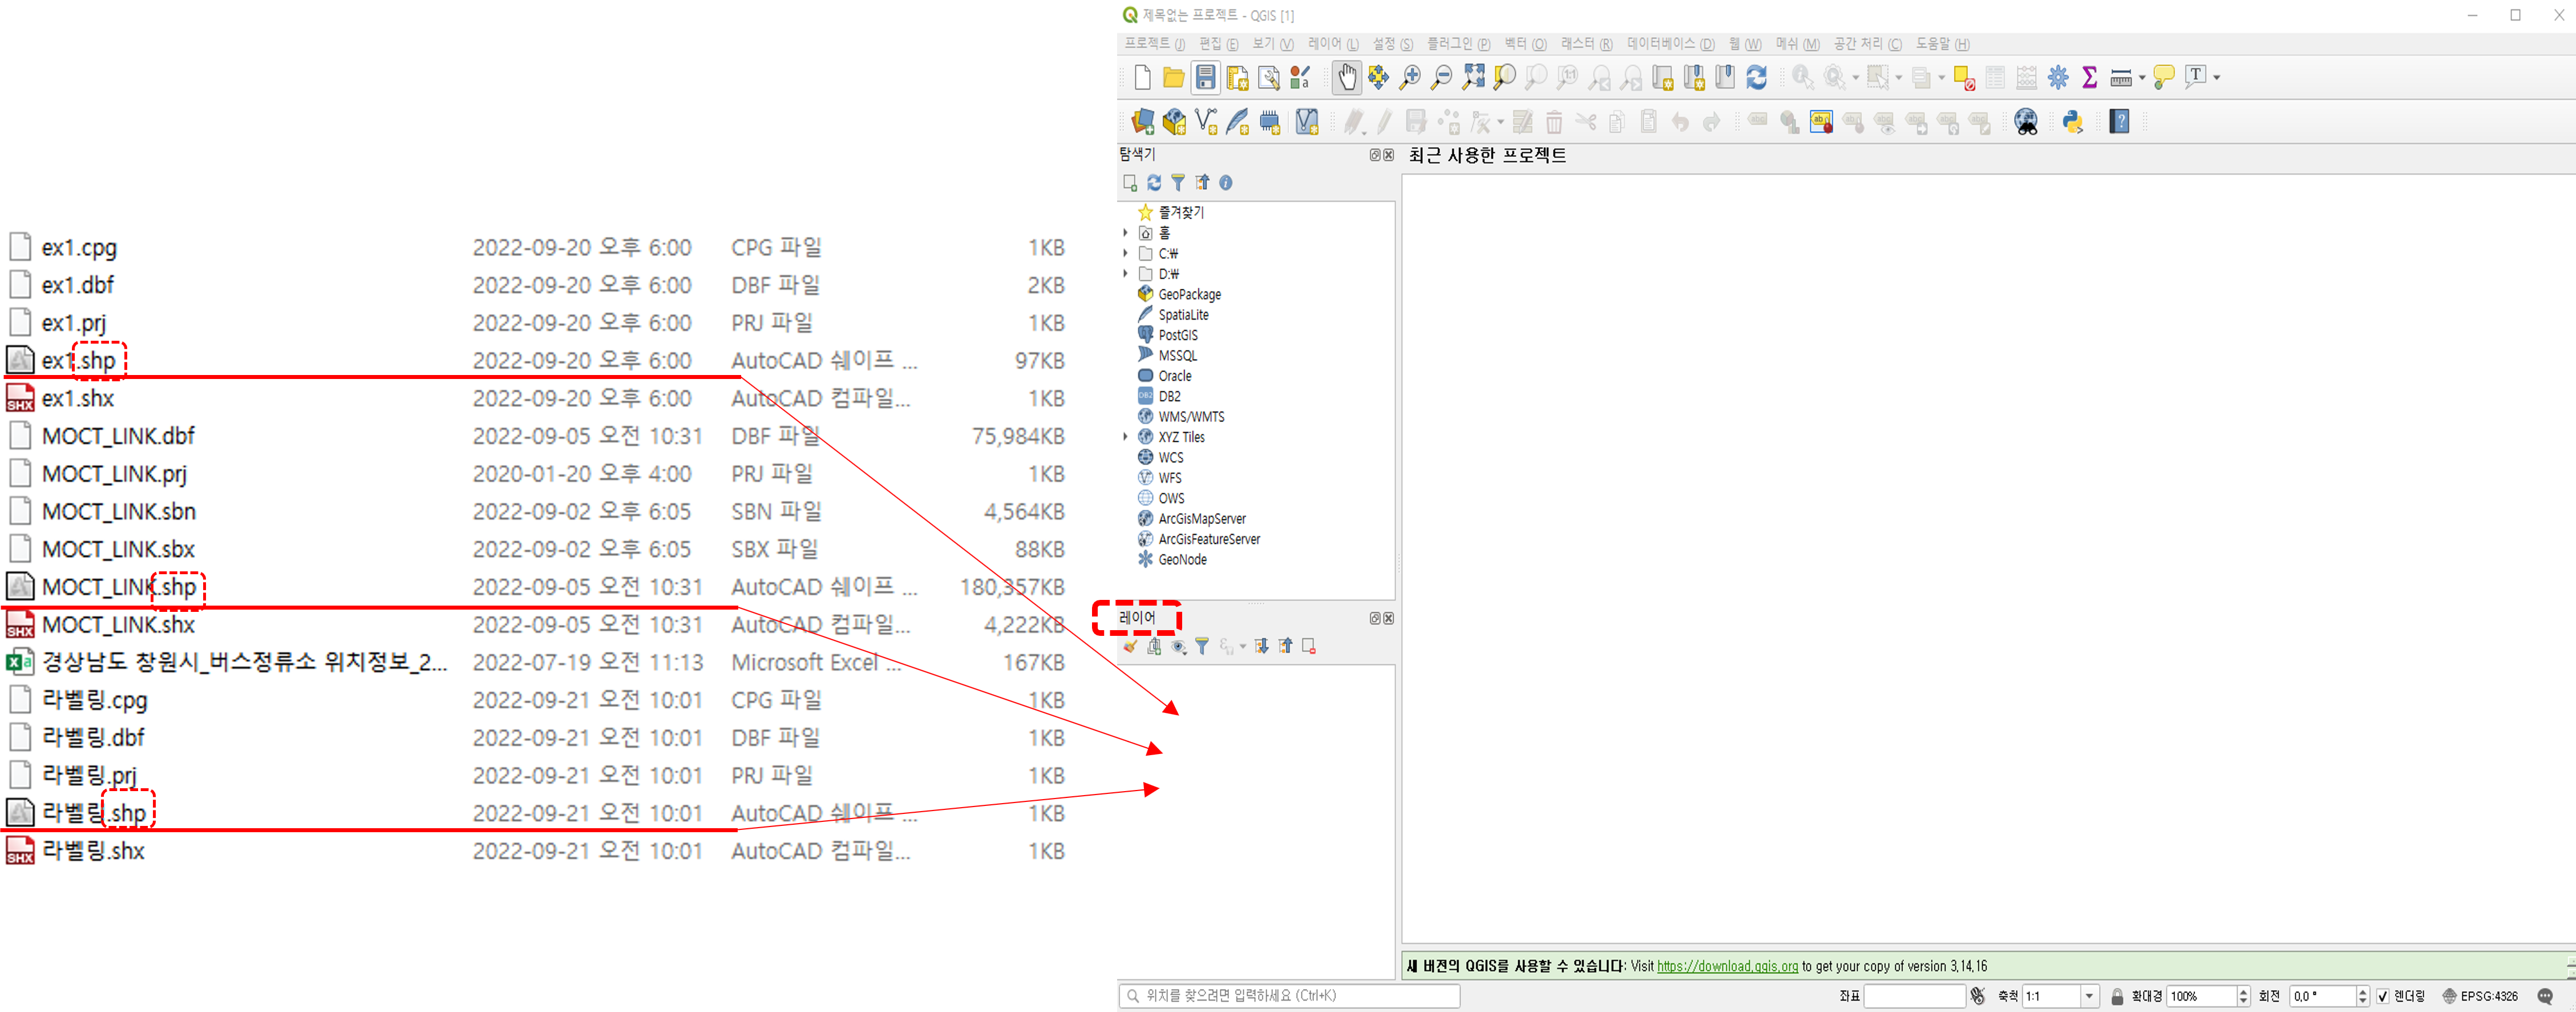 ex1.cpg 2022-09-20 오후 6:00 CPG 파일 1KB
ex1.dbf 2022-09-20 오후 6:00 DBF 파일 2KB
ex1.prj 2022-09-20 오후 6:00 PRJ 파일 1KB
ex1.shp 2022-09-20 오후 6:00 AutoCAD 쉐이프 ... 97KB
ex1.shx 2022-09-20 오후 6:00 AutoCAD 컴파일... 1KB
MOCT_LINK.dbf 2022-09-05 오전 10:31 DBF 파일 75,984KB
MOCT_LINK.prj 2020-01-20 오후 4:00 PRJ 파일 1KB
MOCT_LINK.sbn 2022-09-02 오후 6:05 SBN 파일 4,564KB
MOCT_LINK.sbx 2022-09-02 오후 6:05 SBX 파일 88KB
MOCT_LINK.shp 2022-09-05 오전 10:31 AutoCAD 쉐이프 ... 180,357KB
MOCT_LINK.shx 2022-09-05 오전 10:31 AutoCAD 컴파일... 4,222KB
경상남도 창원시_버스정류소 위치정보_2... 2022-07-19 오전 11:13 Microsoft Excel ... 167KB
라벨링.cpg 2022-09-21 오전 10:01 CPG 파일 1KB
라벨링.dbf 2022-09-21 오전 10:01 DBF 파일 1KB
라벨링.prj 2022-09-21 오전 10:01 PRJ 파일 1KB
라벨링.shp 2022-09-21 오전 10:01 AutoCAD 쉐이프 ... 1KB
라벨링.shx 2022-09-21 오전 10:01 AutoCAD 컴파일... 1KB
제목없는 프로젝트 - QGIS [1]
프로젝트 (J) 편집 (E) 보기 (V) 레이어 (L) 설정 (S) 플러그인 (P) 벡터 (O) 래스터 (R) 데이터베이스 (D) 웹 (W) 메쉬 (M) 공간 처리 (C) 도움말 (H)
탐색기
최근 사용한 프로젝트
즐겨찾기
홈
C:₩
D:₩
GeoPackage
SpatiaLite
PostGIS
MSSQL
Oracle
DB2
WMS/WMTS
XYZ Tiles
WCS
WFS
OWS
ArcGisMapServer
ArcGisFeatureServer
GeoNode
레이어
새 버전의 QGIS를 사용할 수 있습니다: Visit https://download.qgis.org to get your copy of version 3.14.16
위치를 찾으려면 입력하세요 (Ctrl+K)
좌표 축척 1:1 확대경 100% 회전 0.0 ° 렌더링 EPSG:4326